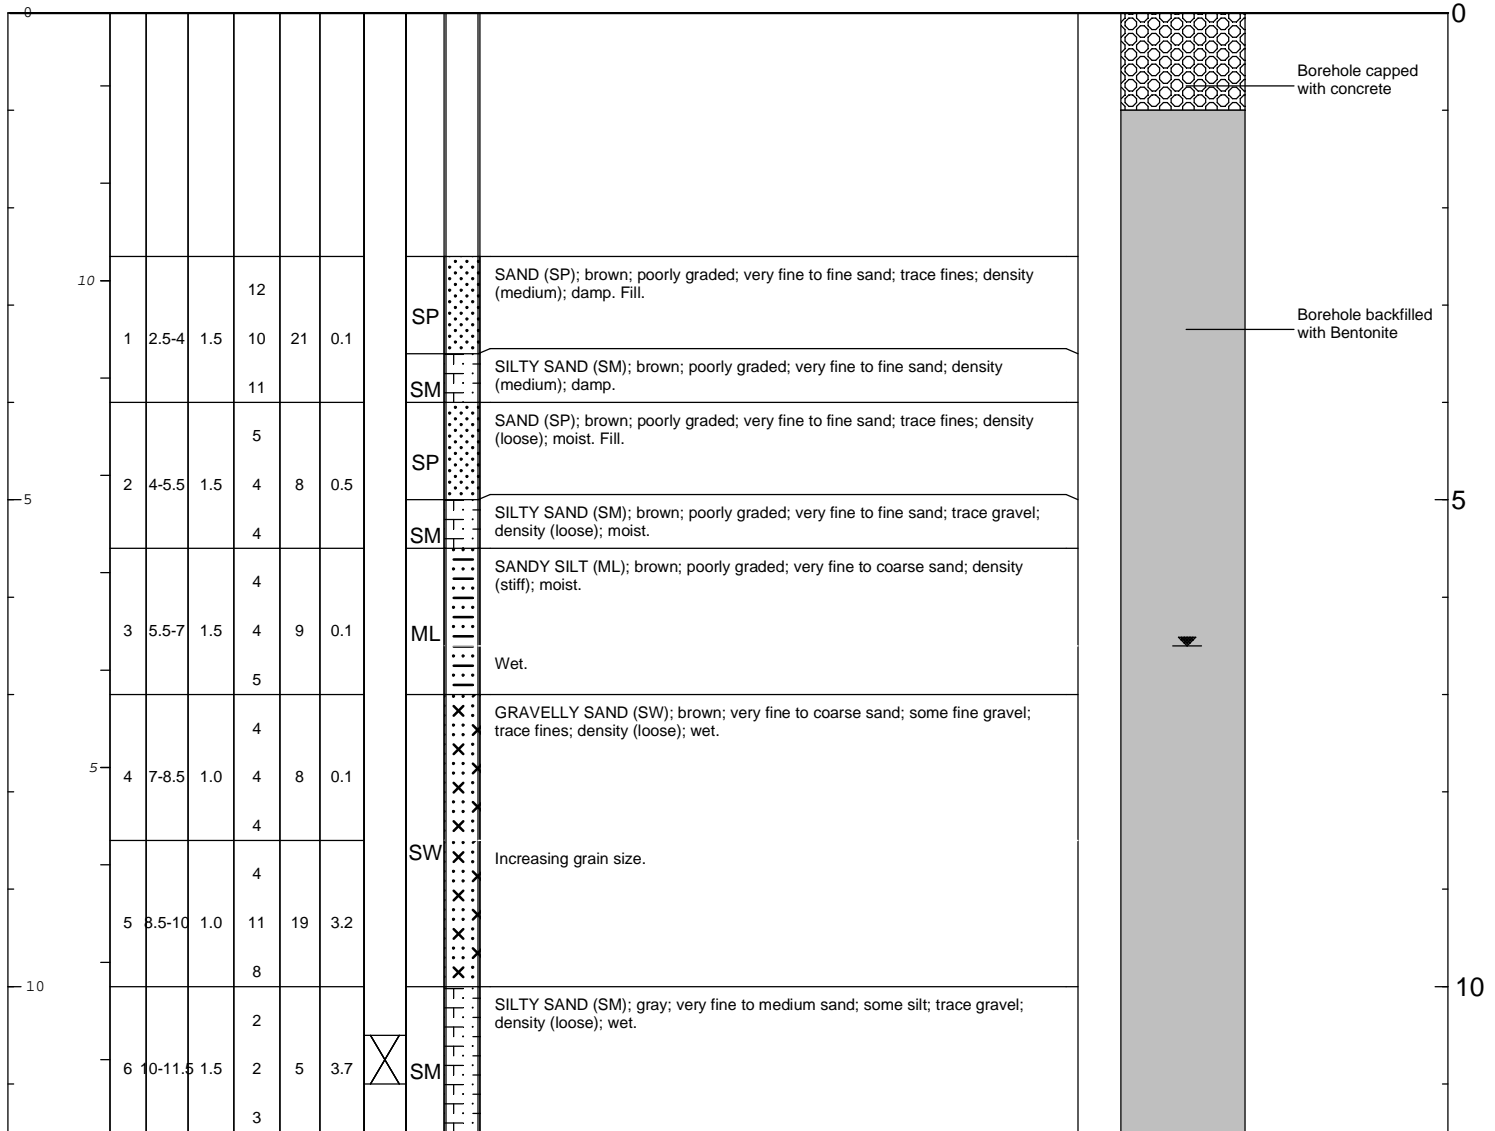 0
0
Borehole capped
with concrete
10
12
1 2.5-4 1.5 10 21 0.1
11
SP
SAND (SP); brown; poorly graded; very fine to fine sand; trace fines; density
(medium); damp. Fill.
Borehole backfilled
with Bentonite
SM
SILTY SAND (SM); brown; poorly graded; very fine to fine sand; density
(medium); damp.
5
2 4-5.5 1.5 4 8 0.5
4
SP
SAND (SP); brown; poorly graded; very fine to fine sand; trace fines; density
(loose); moist. Fill.
5
5
SM
SILTY SAND (SM); brown; poorly graded; very fine to fine sand; trace gravel;
density (loose); moist.
4
3 5.5-7 1.5 4 9 0.1
5
ML
SANDY SILT (ML); brown; poorly graded; very fine to coarse sand; density
(stiff); moist.
Wet.
4
5
4 7-8.5 1.0 4 8 0.1
4
SW
GRAVELLY SAND (SW); brown; very fine to coarse sand; some fine gravel;
trace fines; density (loose); wet.
Increasing grain size.
4
5 8.5-10 1.0 11 19 3.2
8
10
10
2
6 10-11.5 1.5 2 5 3.7
3
SM
SILTY SAND (SM); gray; very fine to medium sand; some silt; trace gravel;
density (loose); wet.